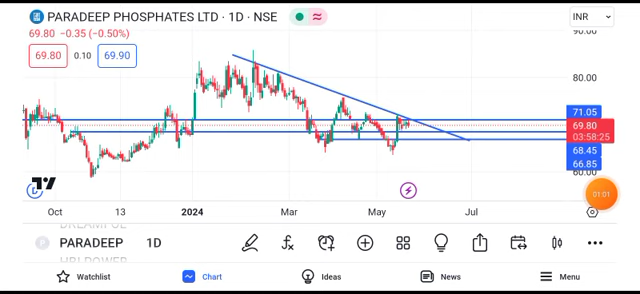 PARADEEP PHOSPHATES LTD · 1D · NSE
INR
69.80 −0.35 (−0.50%)
69.80 0.10 69.90
90.00
80.00
71.05
69.80
03:58:25
68.45
66.85
60.00
01:01
Oct 13 2024 Mar May Jul
DREAMFOL
P PARADEEP 1D
HBLPOWER
Watchlist Chart Ideas News Menu